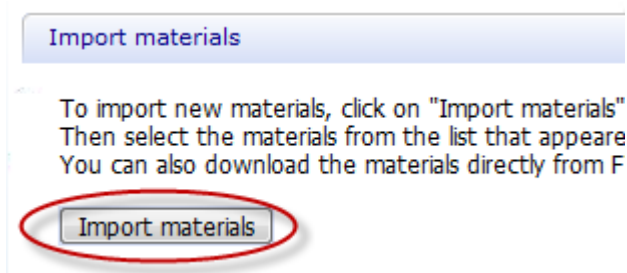 Import materials
To import new materials, click on "Import materials"
Then select the materials from the list that appeare
You can also download the materials directly from F
Import materials